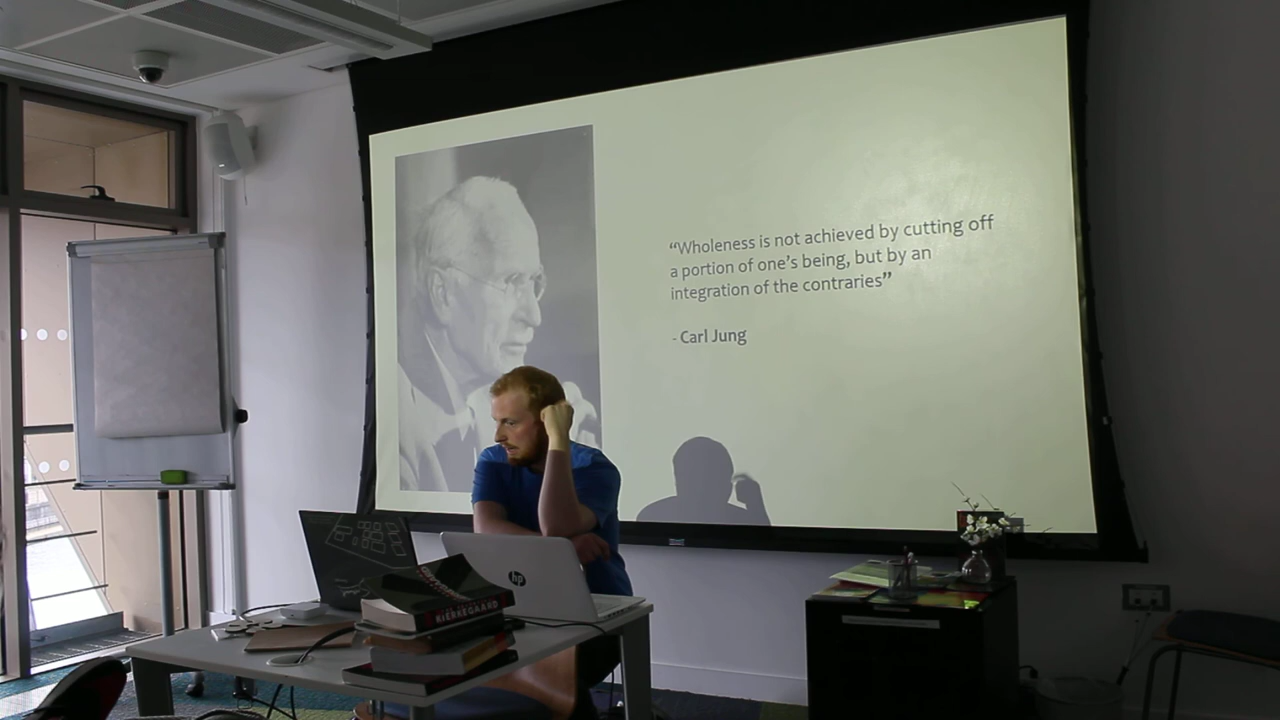 “Wholeness is not achieved by cutting off
a portion of one’s being, but by an
integration of the contraries”
- Carl Jung
hp
KIERKEGAARD